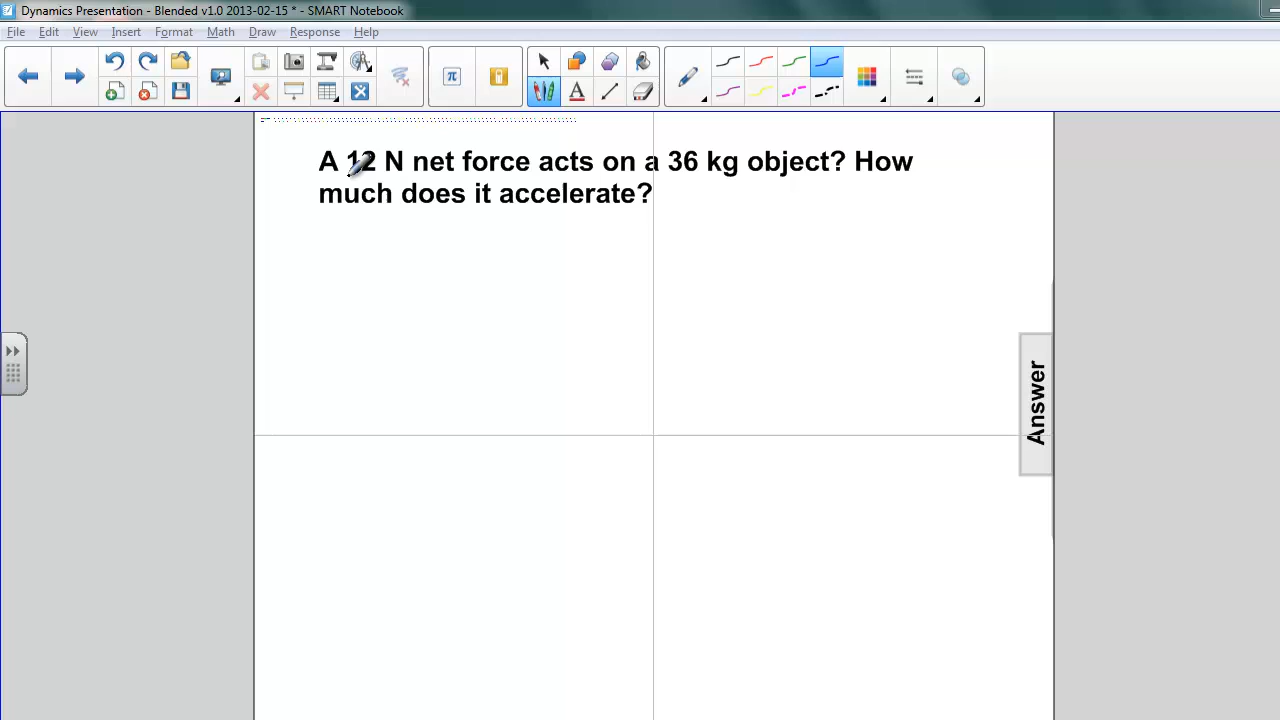 Dynamics Presentation - Blended v1.0 2013-02-15 * - SMART Notebook
File Edit View Insert Format Math Draw Response Help
π
A
A 12 N net force acts on a 36 kg object? How
much does it accelerate?
Answer